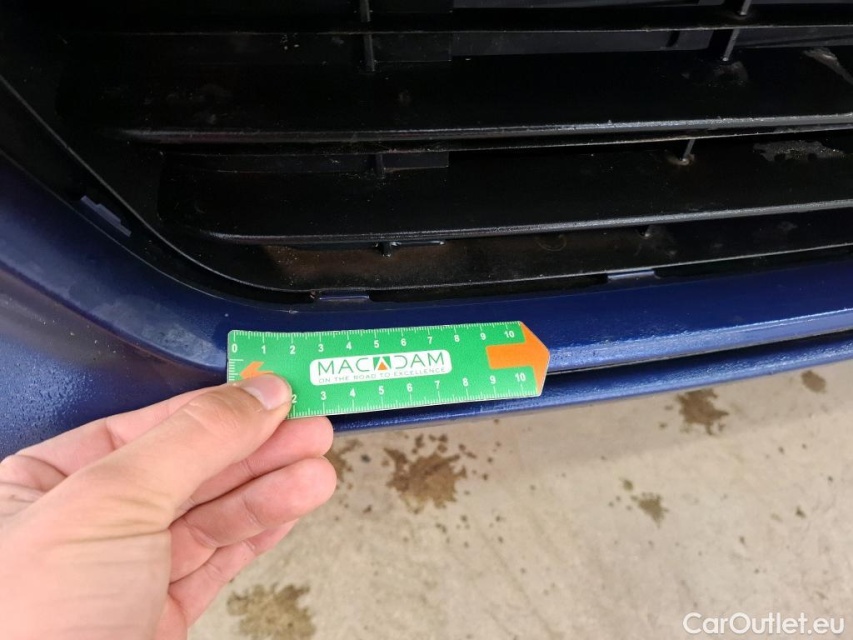 0 1 2 3 4 5 6 7 8 9 10
MACADAM
ON THE ROAD TO EXCELLENCE
2 3 4 5 6 7 8 9 10
CarOutlet.eu